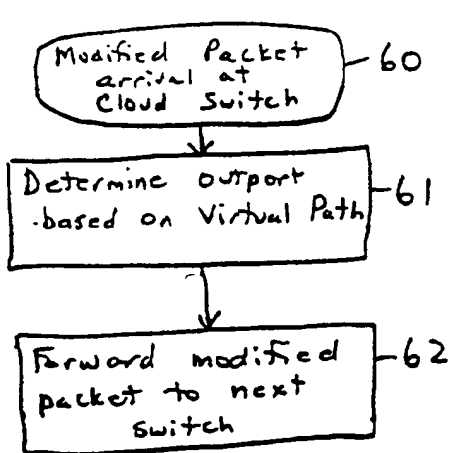 Modified Packet
arrival at
Cloud Switch
60
Determine outport
based on Virtual Path
61
Forward modified
packet to next
switch
62